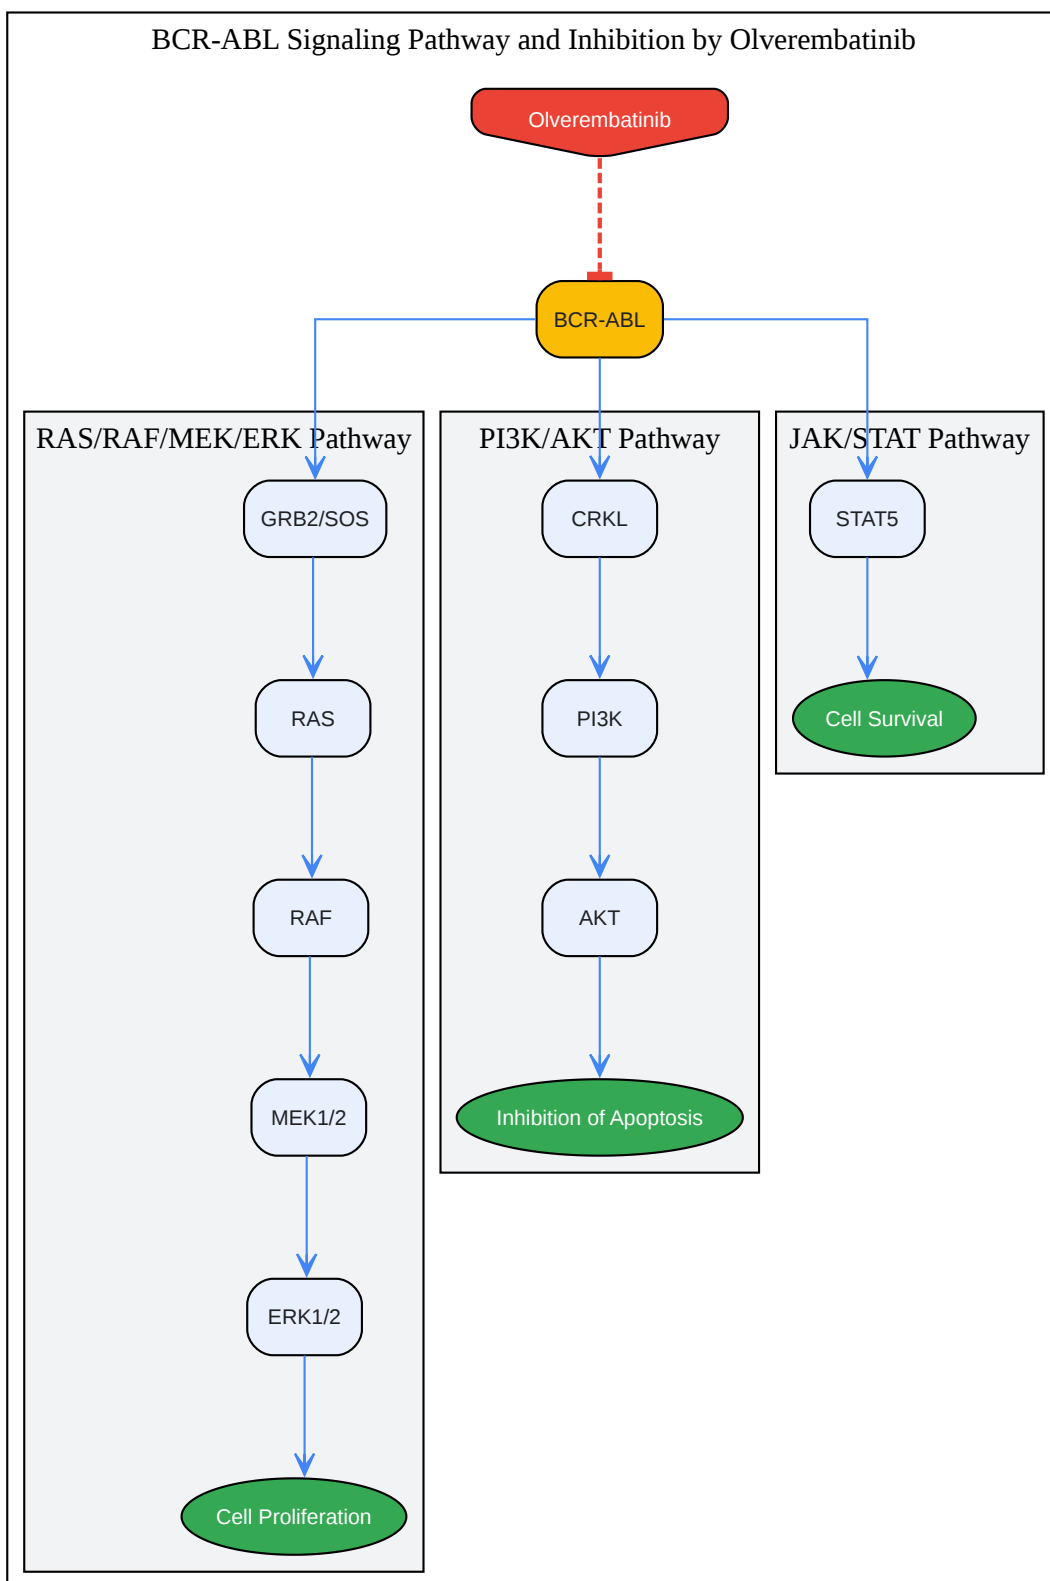 BCR-ABL Signaling Pathway and Inhibition by Olverembatinib
Olverembatinib
BCR-ABL
RAS/RAF/MEK/ERK Pathway
GRB2/SOS
RAS
RAF
MEK1/2
ERK1/2
Cell Proliferation
PI3K/AKT Pathway
CRKL
PI3K
AKT
Inhibition of Apoptosis
JAK/STAT Pathway
STAT5
Cell Survival